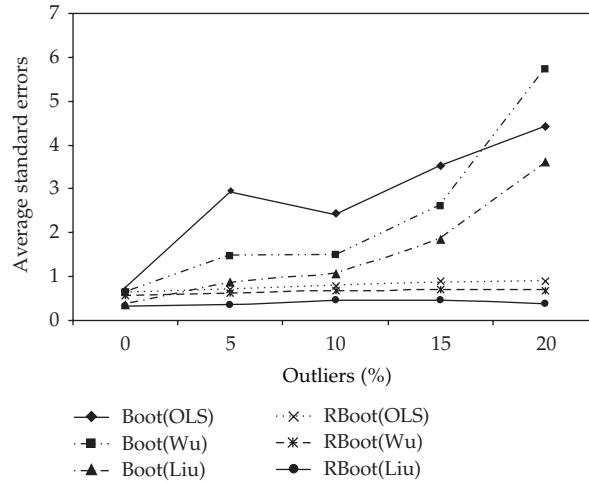 7
6
5
4
3
2
1
0
Average standard errors
0 5 10 15 20
Outliers (%)
Boot(OLS) RBoot(OLS)
Boot(Wu) RBoot(Wu)
Boot(Liu) RBoot(Liu)